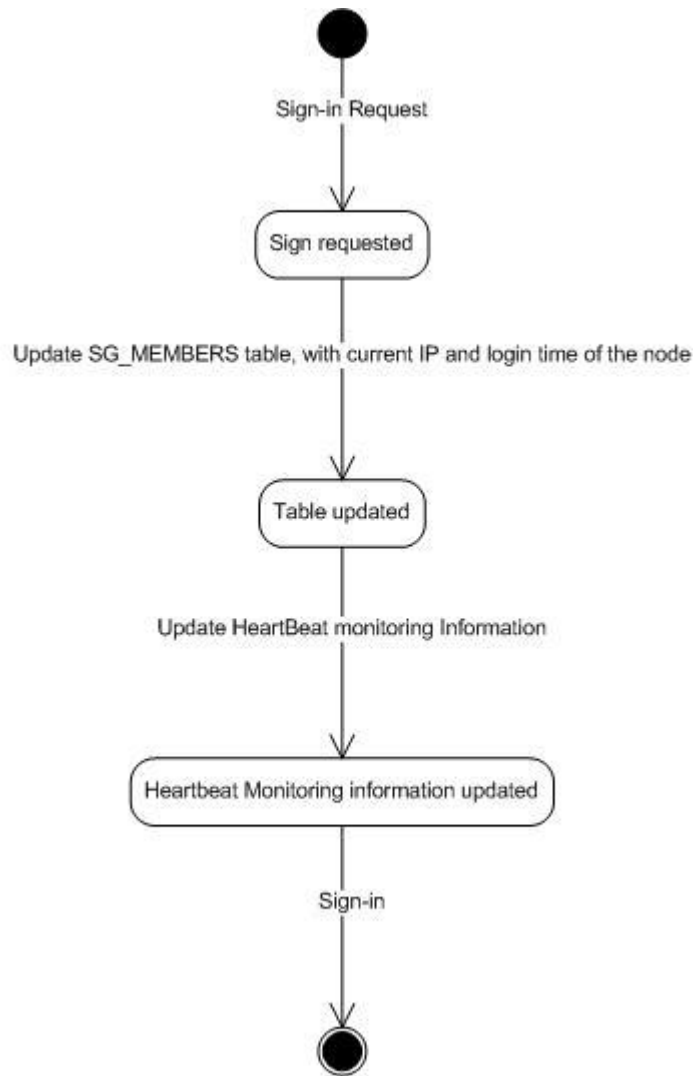 Sign-in Request
Sign requested
Update SG_MEMBERS table, with current IP and login time of the node
Table updated
Update HeartBeat monitoring Information
Heartbeat Monitoring information updated
Sign-in